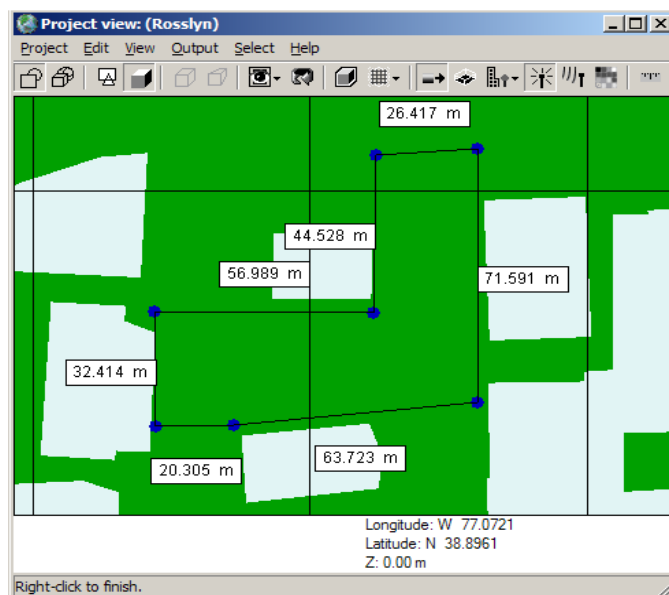 Project view: (Rosslyn)
Project Edit View Output Select Help
26.417 m
44.528 m
56.989 m
71.591 m
32.414 m
63.723 m
20.305 m
Longitude: W 77.0721
Latitude: N 38.8961
Z: 0.00 m
Right-click to finish.